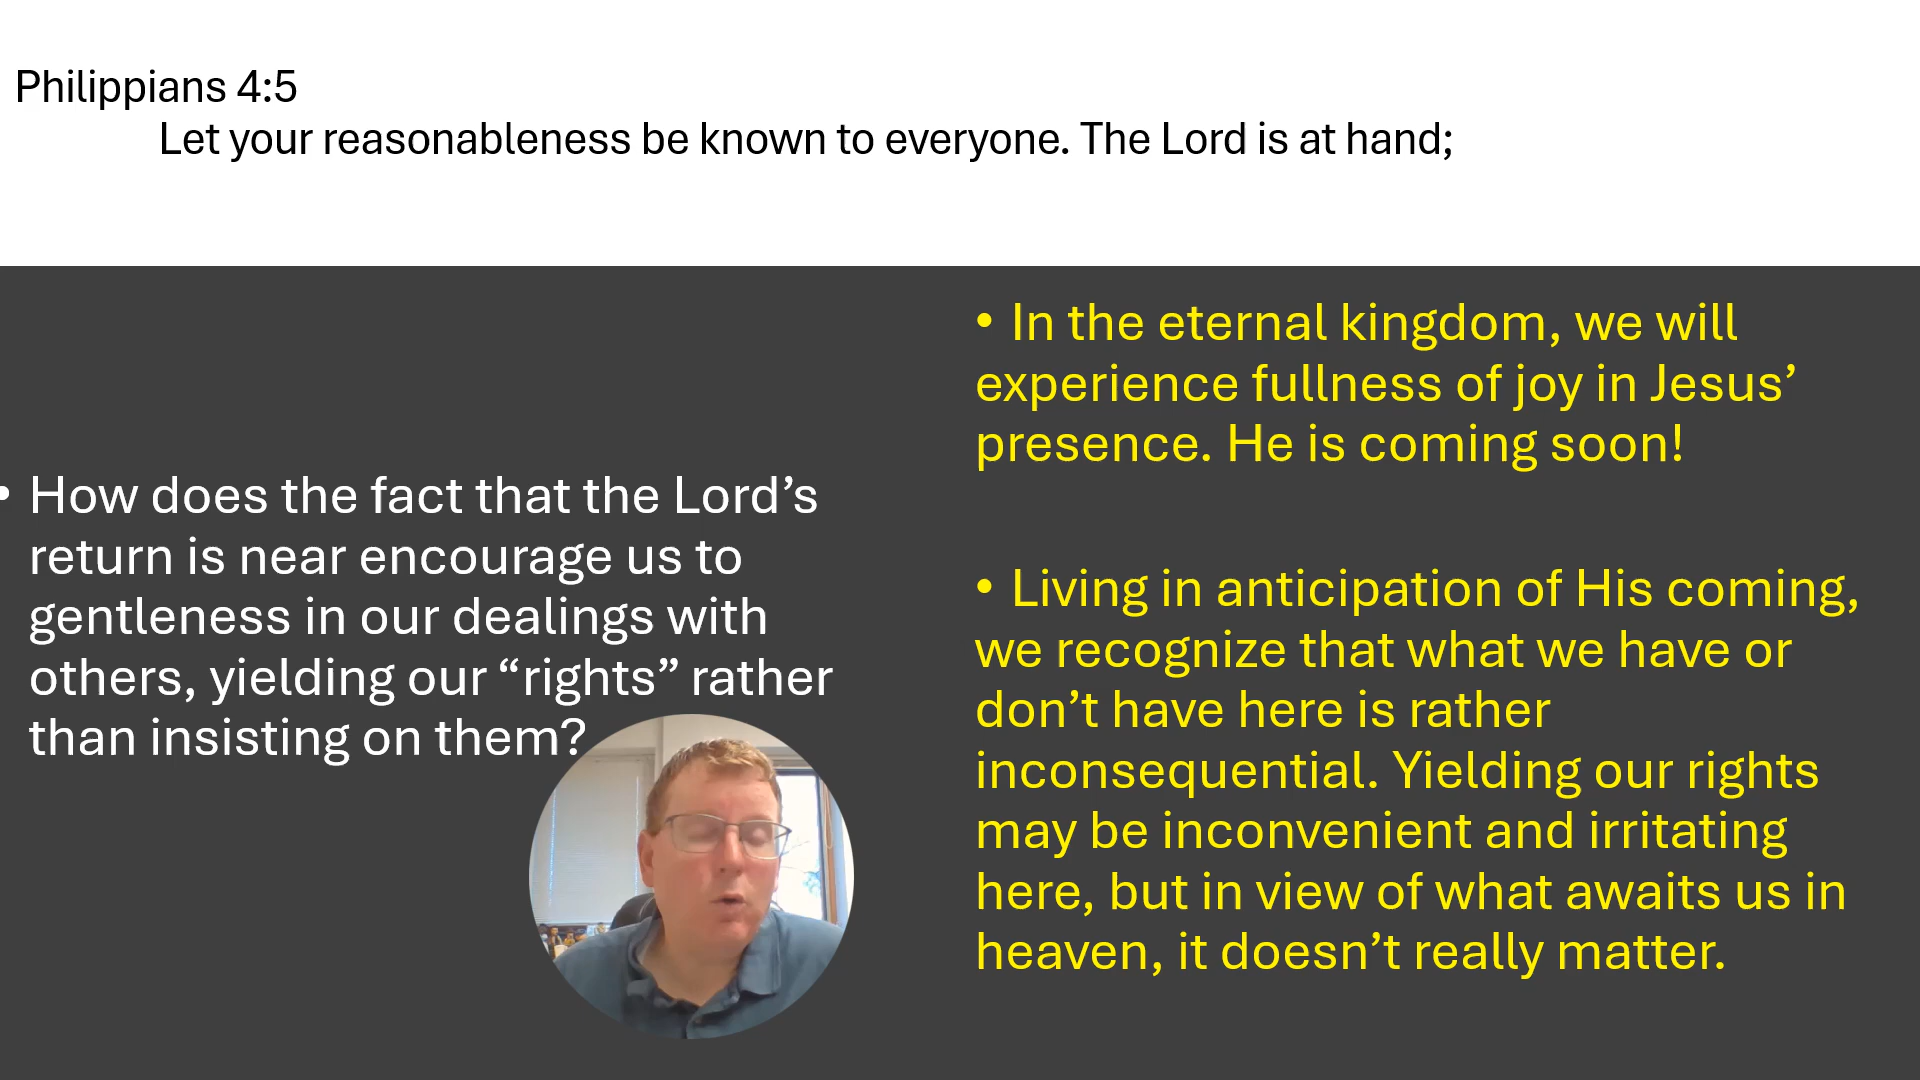 Philippians 4:5
Let your reasonableness be known to everyone. The Lord is at hand;
• How does the fact that the Lord’s
return is near encourage us to
gentleness in our dealings with
others, yielding our “rights” rather
than insisting on them?
• In the eternal kingdom, we will
experience fullness of joy in Jesus’
presence. He is coming soon!
• Living in anticipation of His coming,
we recognize that what we have or
don’t have here is rather
inconsequential. Yielding our rights
may be inconvenient and irritating
here, but in view of what awaits us in
heaven, it doesn’t really matter.